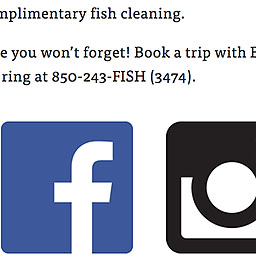 mplimentary fish cleaning.
e you won't forget! Book a trip with
ring at 850-243-FISH (3474).